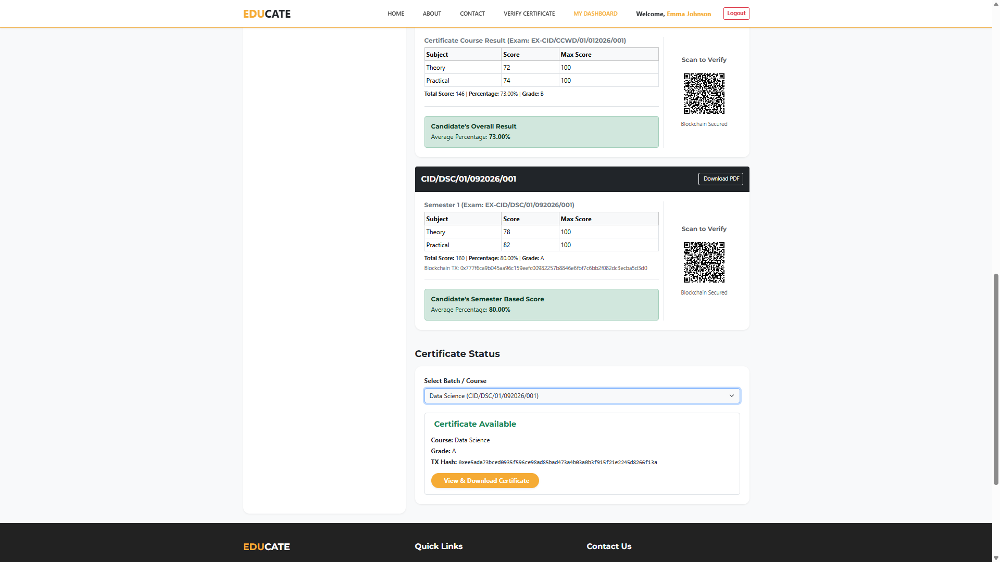 EDUCATE
HOME ABOUT CONTACT VERIFY CERTIFICATE MY DASHBOARD Welcome, Emma Johnson Logout
Certificate Course Result (Exam: EX-CID/CCWD/01/012026/001)
Subject Score Max Score
Theory 72 100
Practical 74 100
Total Score: 146 | Percentage: 73.00% | Grade: B
Candidate's Overall Result
Average Percentage: 73.00%
Scan to Verify
Blockchain Secured
CID/DSC/01/092026/001
Download PDF
Semester 1 (Exam: EX-CID/DSC/01/092026/001)
Subject Score Max Score
Theory 78 100
Practical 82 100
Total Score: 160 | Percentage: 80.00% | Grade: A
Blockchain TX: 0x777f6ca9b045aa96c159eefc00982257b8846e6fbf7c6bb2f082dc3ecba5d3d0
Candidate's Semester Based Score
Average Percentage: 80.00%
Scan to Verify
Blockchain Secured
Certificate Status
Select Batch / Course
Data Science (CID/DSC/01/092026/001)
Certificate Available
Course: Data Science
Grade: A
TX Hash: 0xee5ada73bced0935f596ce98ad85bad473a4b03a0b3f915f21e2245d8266f13a
View & Download Certificate
EDUCATE
Quick Links
Contact Us